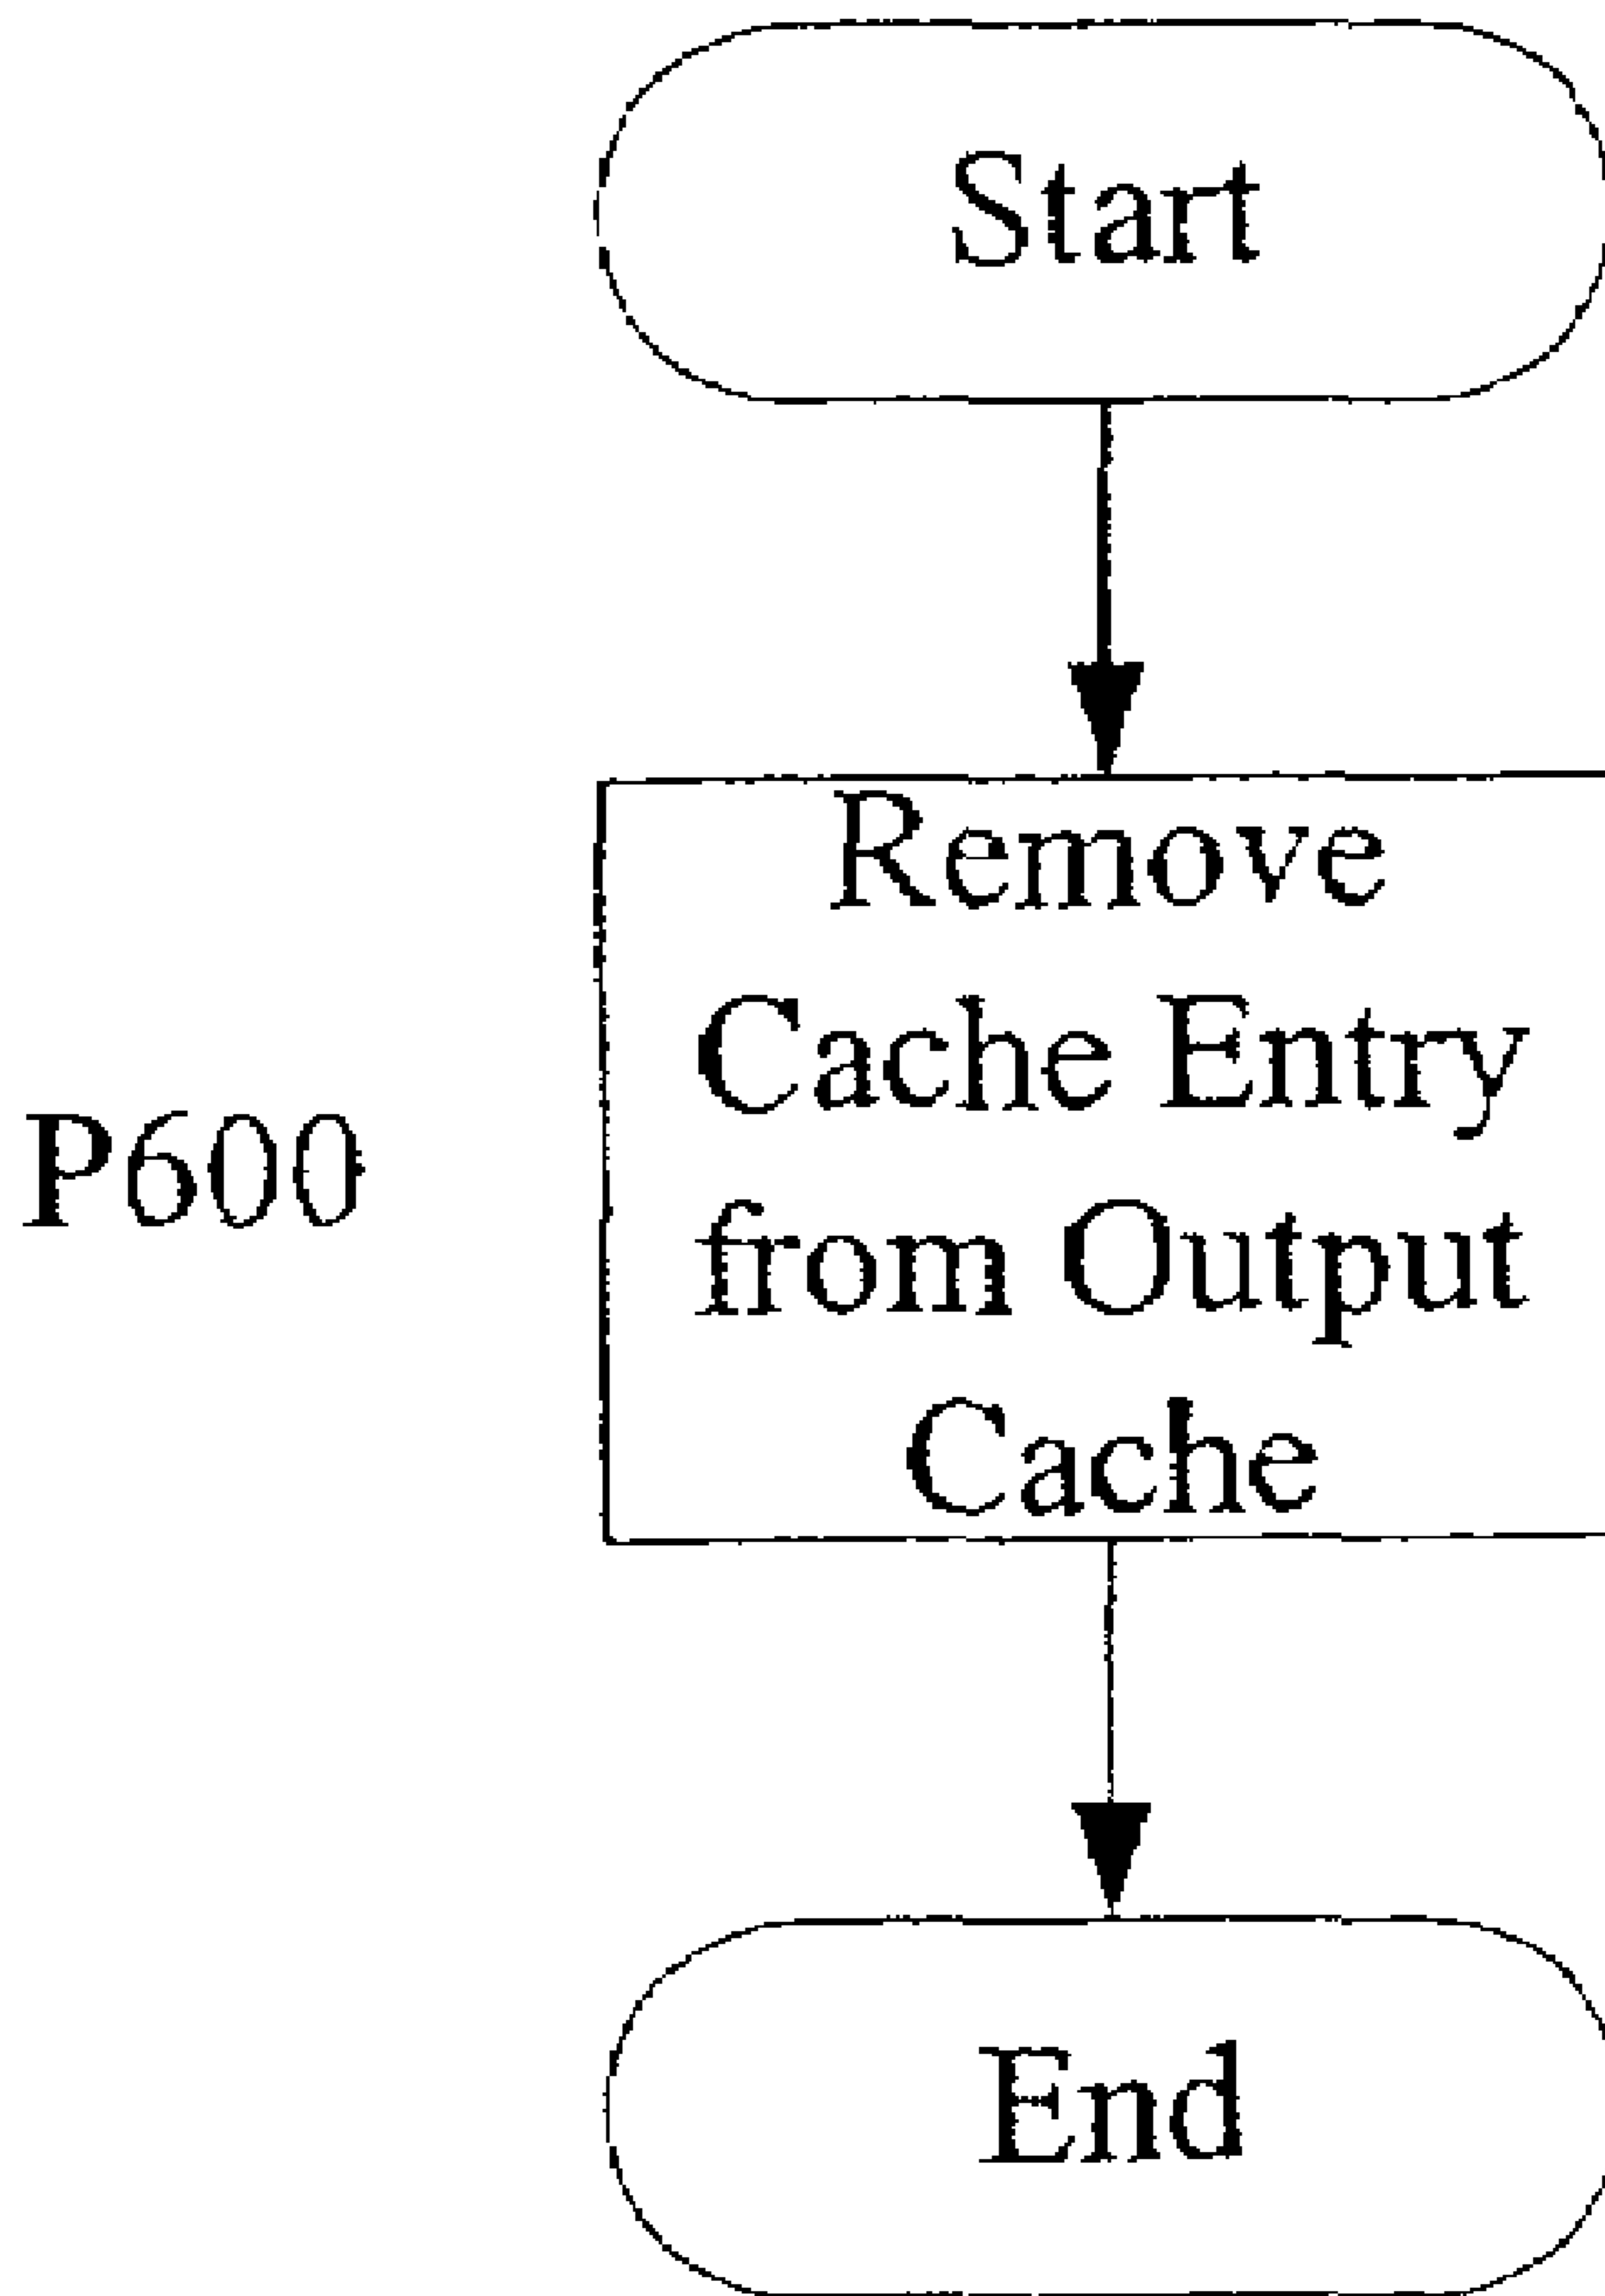 Start
Remove
Cache Entry
P600
from Output
Cache
End